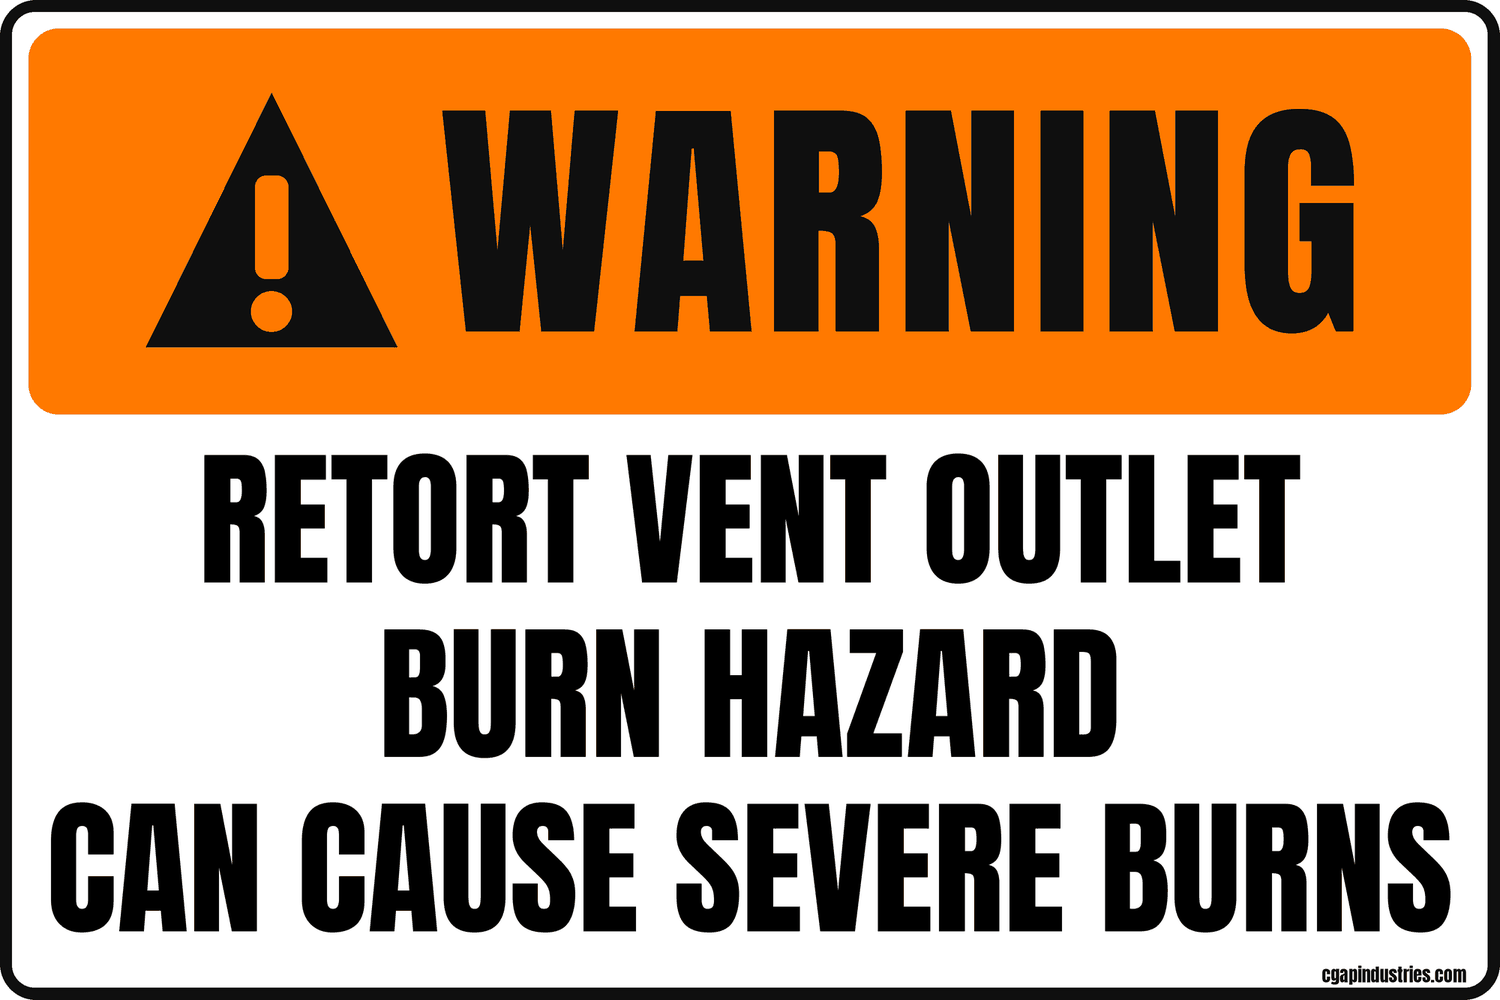 WARNING
RETORT VENT OUTLET
BURN HAZARD
CAN CAUSE SEVERE BURNS
cgapindustries.com